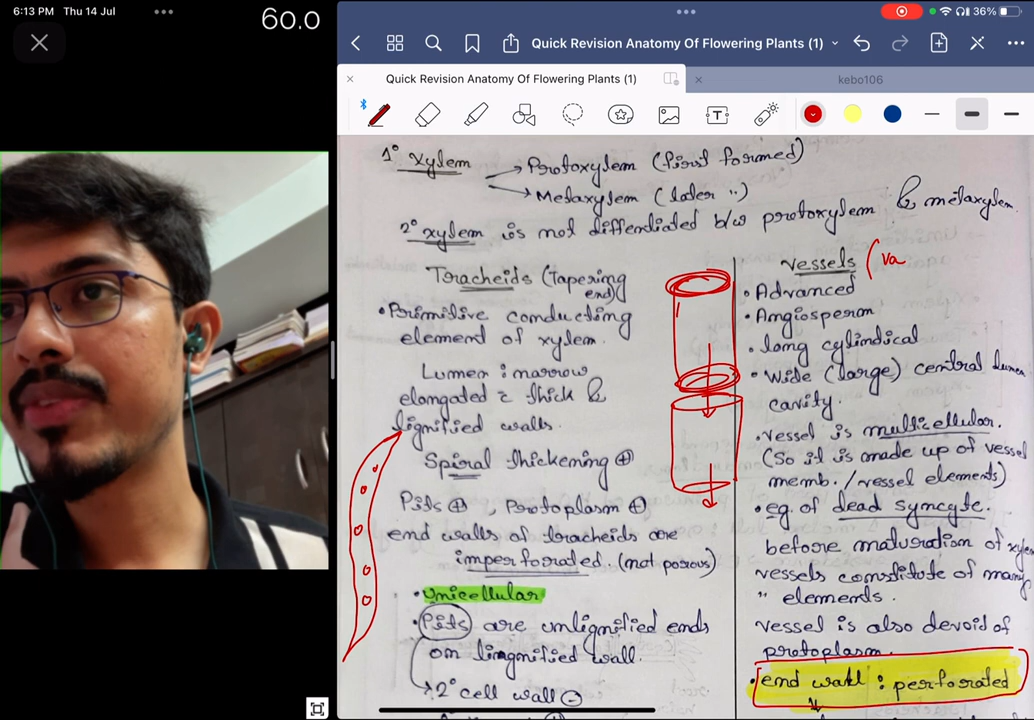 6:13 PM Thu 14 Jul
60.0
36%
Quick Revision Anatomy Of Flowering Plants (1)
Quick Revision Anatomy Of Flowering Plants (1)
kebo106
T
1° Xylem
Protoxylem (first formed)
Metaxylem (later ")
2° xylem is not differentiated b/w protoxylem & metaxylem.
Tracheids (tapering end)
• Primitive conducting
element of xylem.
Lumen : narrow
elongated c thick &
lignified walls.
Spiral thickening ⊕
Pits ⊕ , Protoplasm ⊕
end walls of tracheids are
imperforated. (not porous)
• Unicellular
• Pits are unlignified ends
on lingnified wall.
→ 2° cell wall ⊖
Vessels (va
• Advanced
• Angiosperm
• long cylindical
• Wide (large) central lumen
cavity.
• vessel is multicellular.
(So it is made up of vessel
memb. / vessel elements)
• eg. of dead syncyte.
before maturation of xyle
vessels constitute of many
" elements.
vessel is also devoid of
protoplasm.
• end wall : perforated